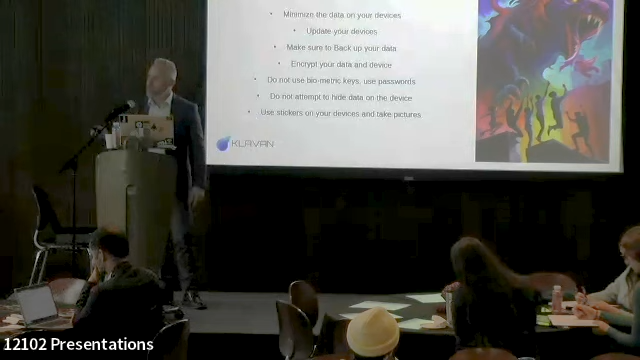 Minimize the data on your devices
Update your devices
Make sure to Back up your data
Encrypt your data and device
Do not use bio-metric keys, use passwords
Do not attempt to hide data on the device
Use stickers on your devices and take pictures
KLAVAN
12102 Presentations